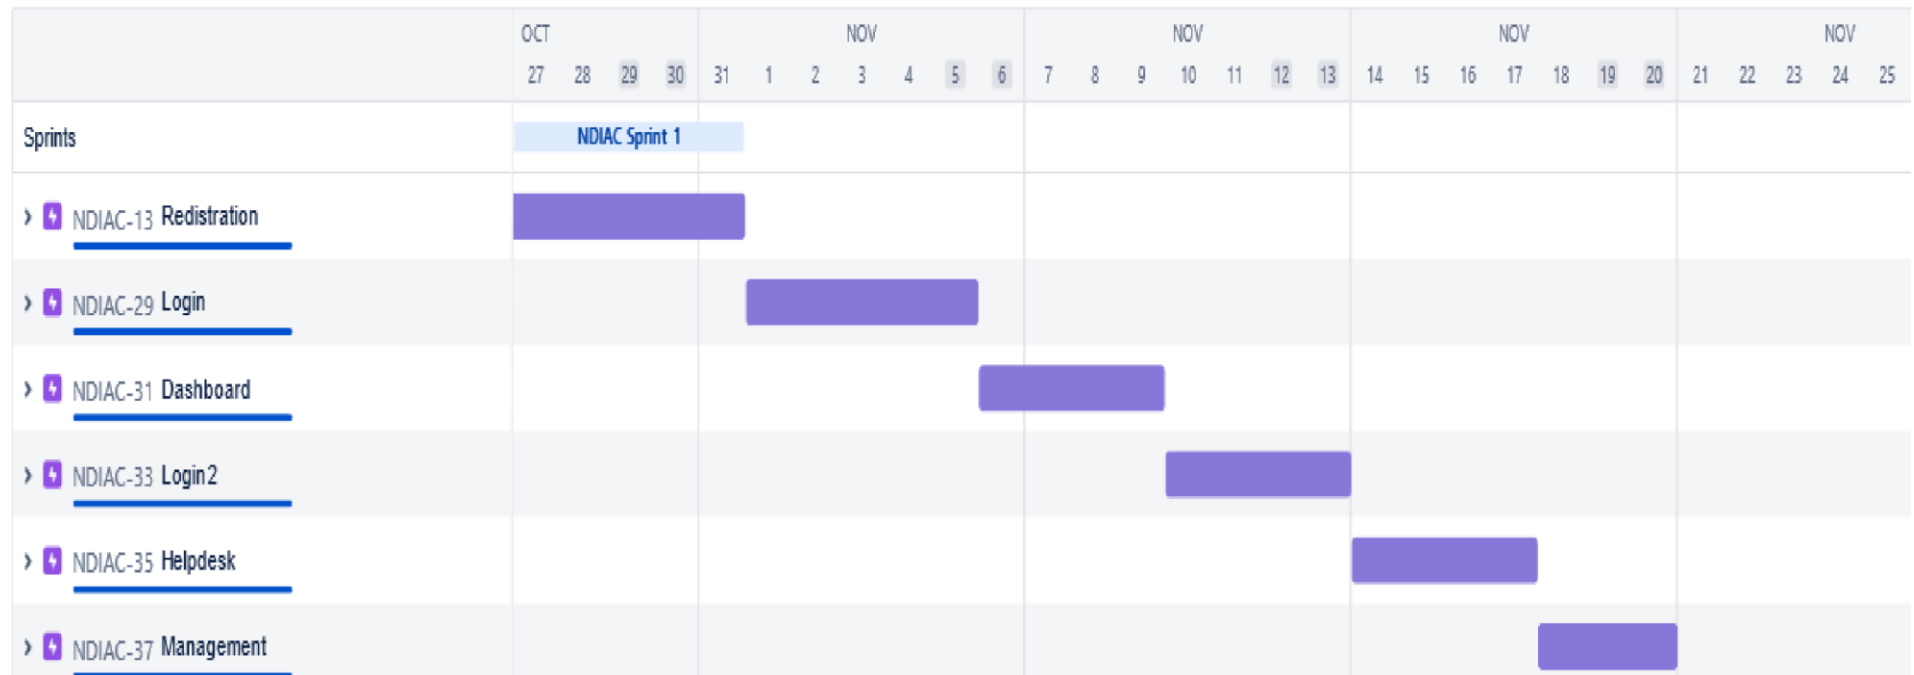 OCT NOV NOV NOV NOV
27 28 29 30 31 1 2 3 4 5 6 7 8 9 10 11 12 13 14 15 16 17 18 19 20 21 22 23 24 25
Sprints NDIAC Sprint 1
NDIAC-13 Redistration
NDIAC-29 Login
NDIAC-31 Dashboard
NDIAC-33 Login2
NDIAC-35 Helpdesk
NDIAC-37 Management